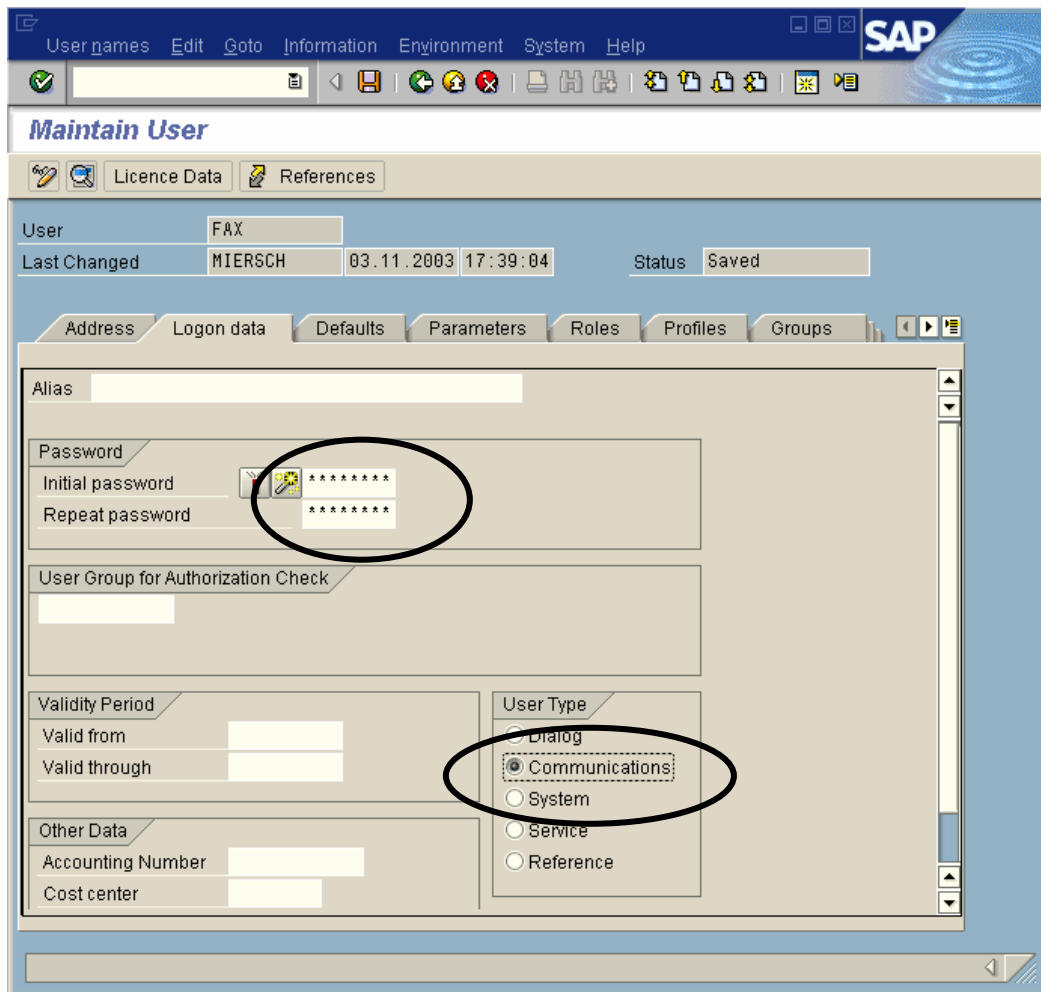 User names Edit Goto Information Environment System Help
SAP
Maintain User
Licence Data References
User FAX
Last Changed MIERSCH 03.11.2003 17:39:04 Status Saved
Address Logon data Defaults Parameters Roles Profiles Groups
Alias
Password
Initial password ********
Repeat password ********
User Group for Authorization Check
Validity Period User Type
Valid from Dialog
Valid through Communications
System
Other Data Service
Accounting Number Reference
Cost center